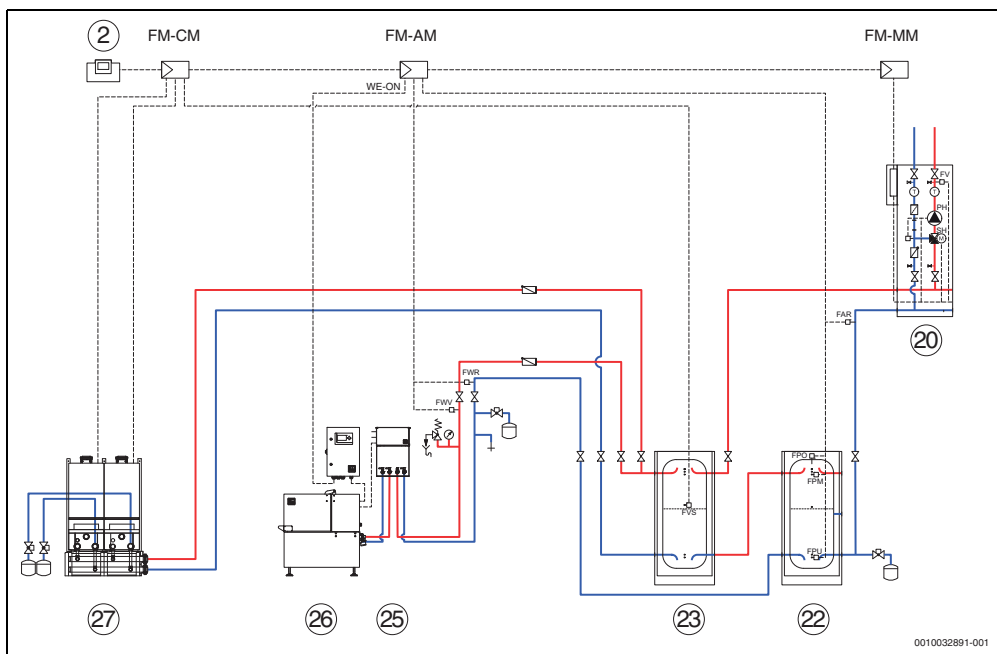 2
FM-CM
FM-AM
FM-MM
WE-ON
FV
T
T
PH
SH
M
FAR
20
FWR
FWV
FPO
FPM
FVS
FPU
27
26
25
23
22
0010032891-001